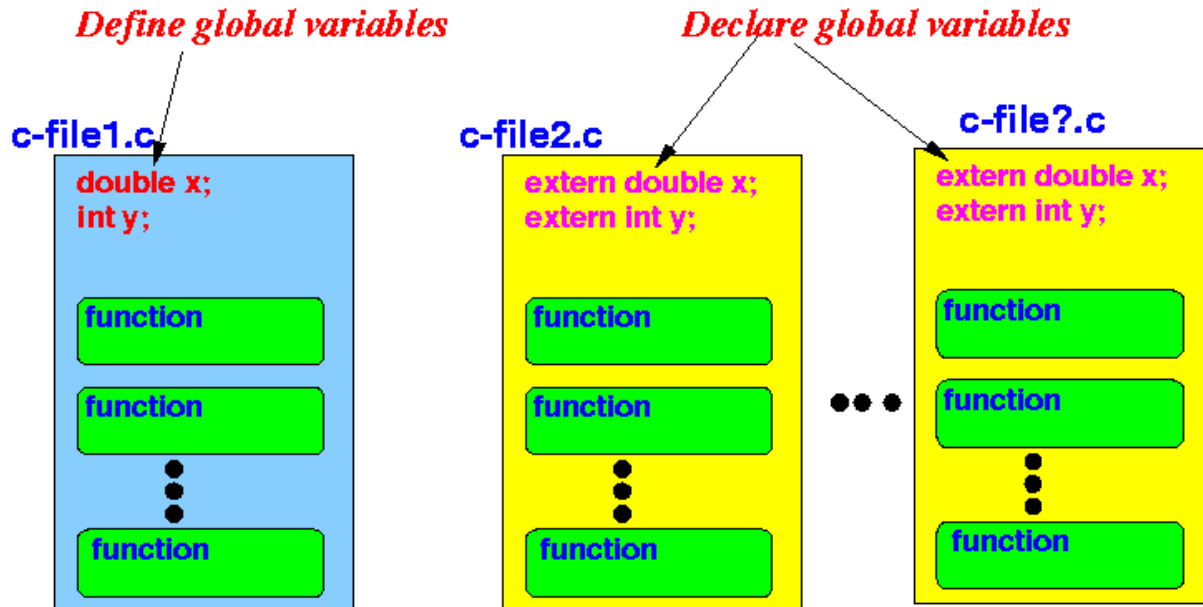 Define global variables
Declare global variables
c-file1.c
double x;
int y;
function
function
function
c-file2.c
extern double x;
extern int y;
function
function
function
c-file?.c
extern double x;
extern int y;
function
function
function